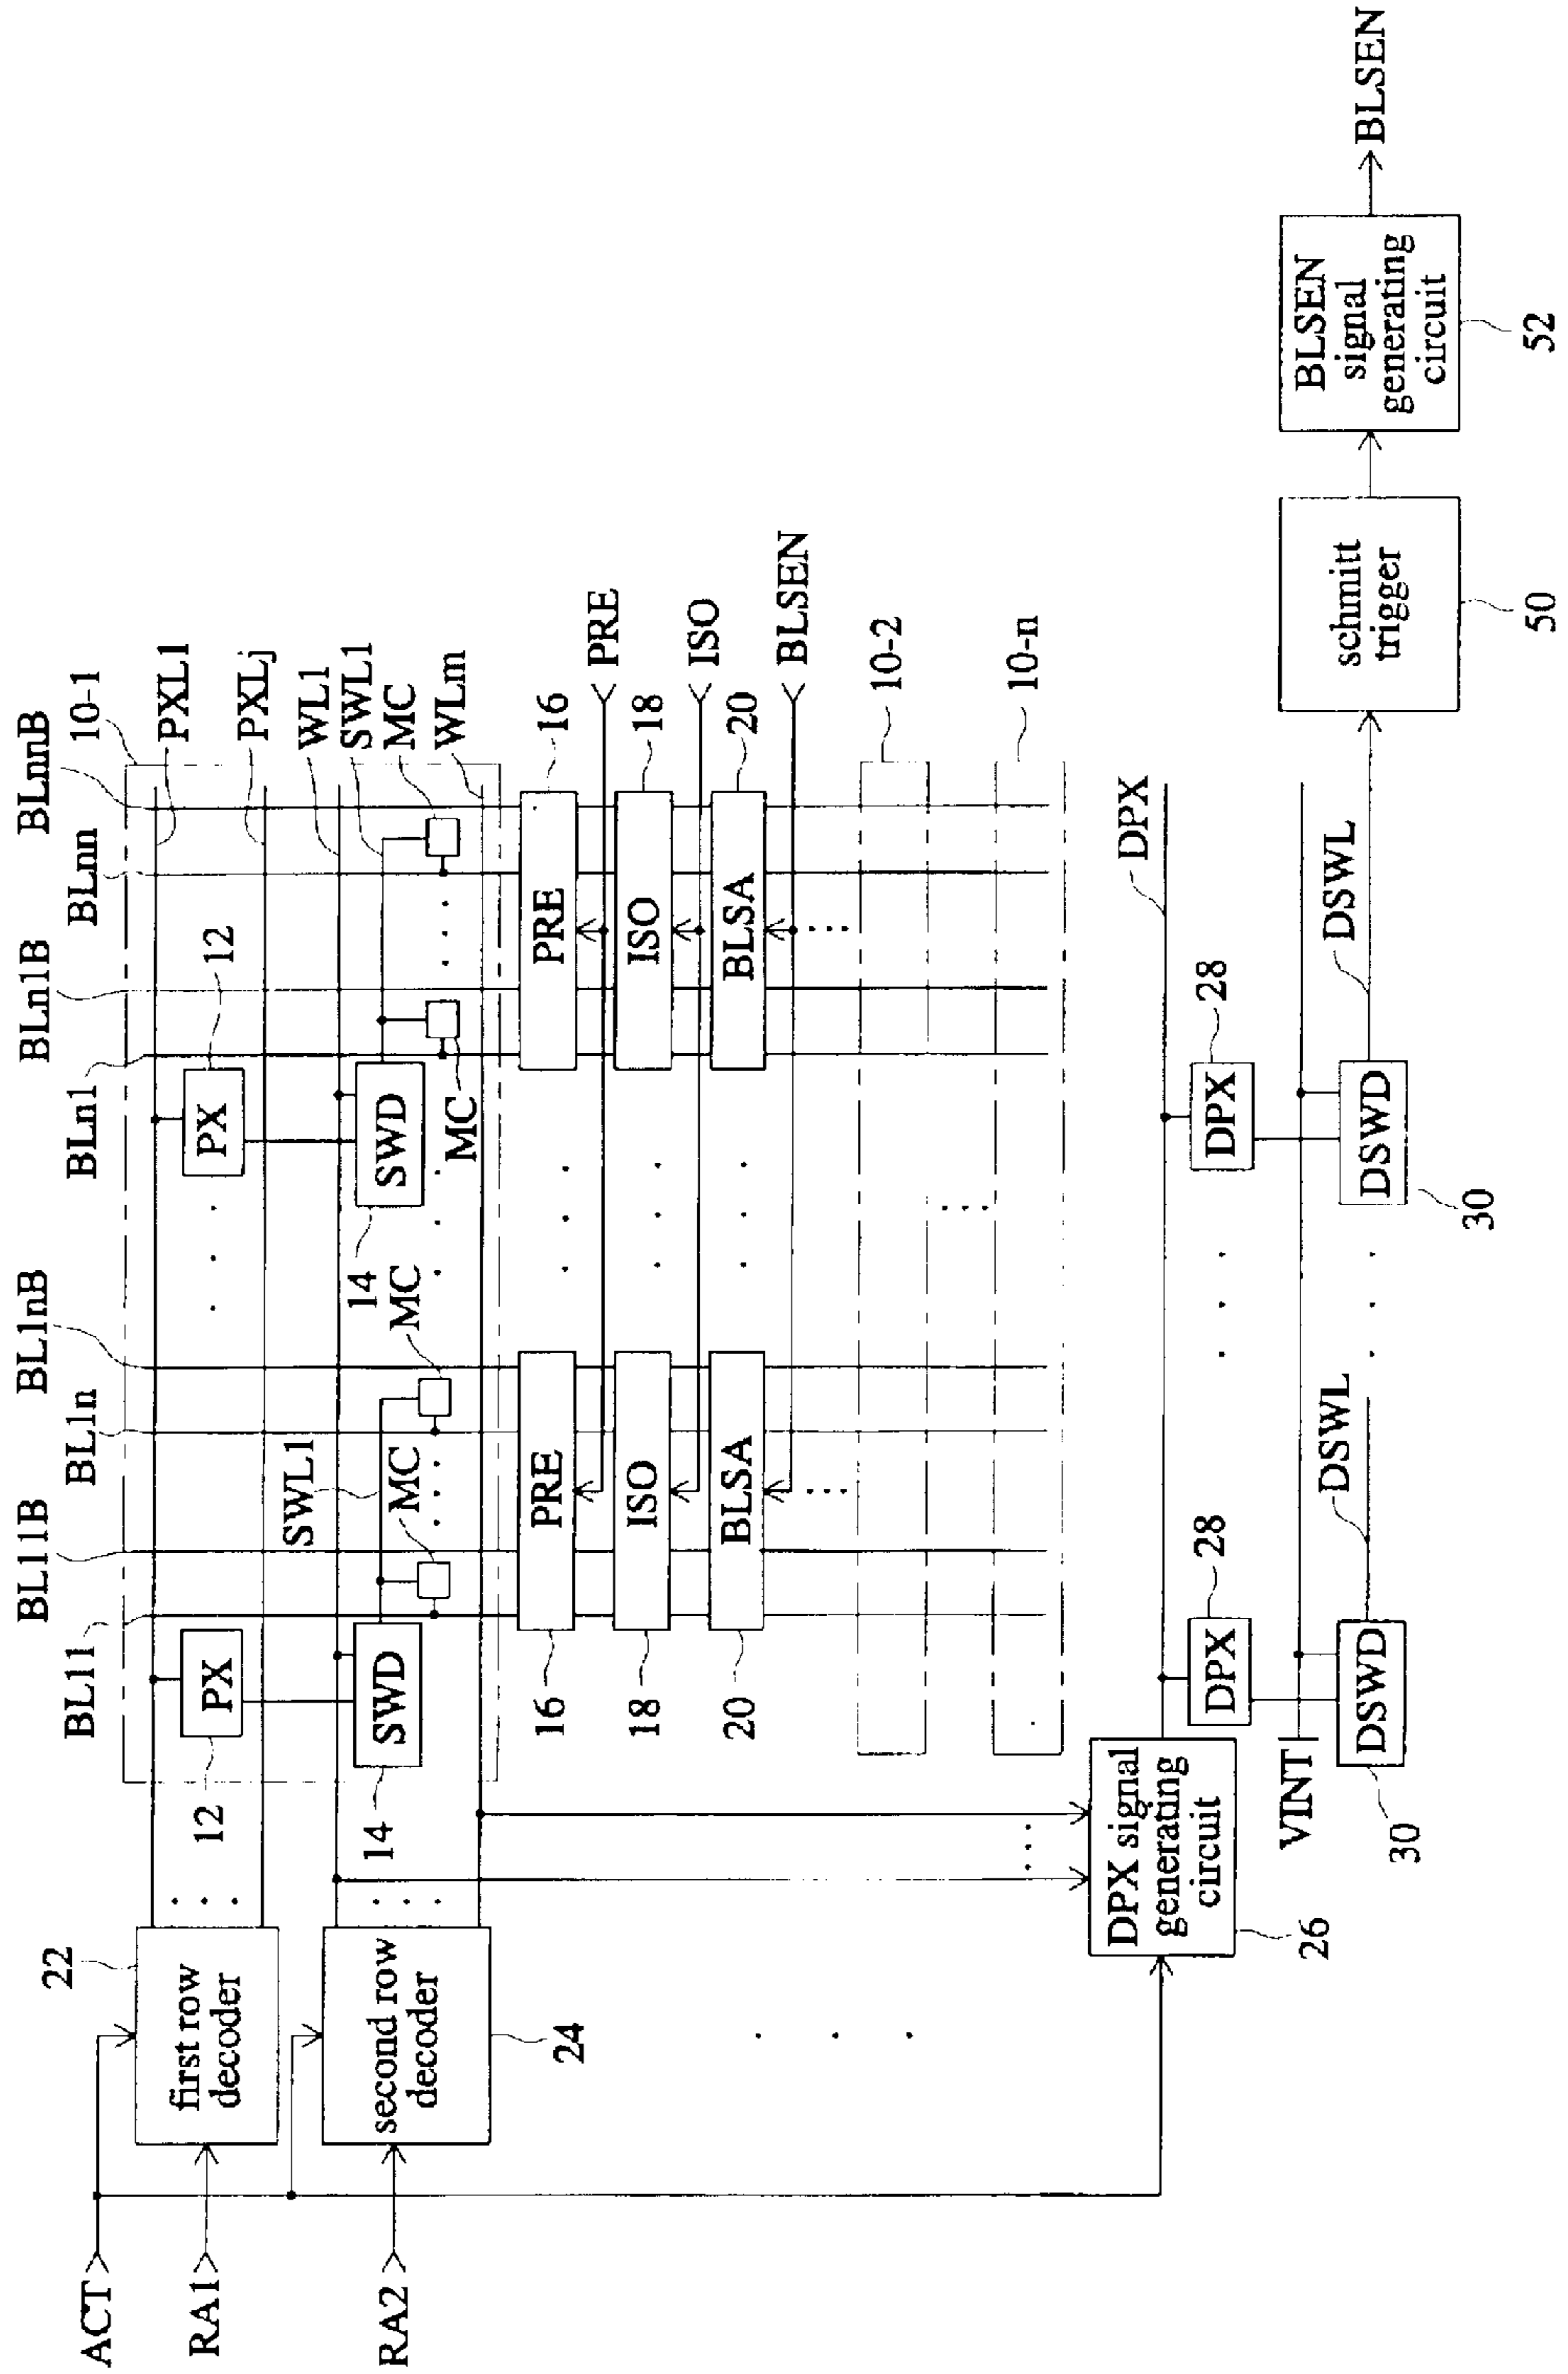 BL11
BL11B
BL1n
BL1nB
BLn1
BLn1B
BLnn
BLnnB
10-1
ACT
RA1
RA2
22
first row
decoder
second row
decoder
24
PX
12
PX
12
PXL1
PXLj
WL1
SWL1
MC
WLm
SWD
14
SWL1
MC
MC
SWD
14
MC
PRE
16
PRE
16
PRE
ISO
18
ISO
18
ISO
BLSA
20
BLSA
20
BLSEN
10-2
10-n
DPX signal
generating
circuit
26
DPX
28
DPX
28
DPX
VINT
DSWD
30
DSWL
DSWD
30
DSWL
schmitt
trigger
50
BLSEN
signal
generating
circuit
52
BLSEN